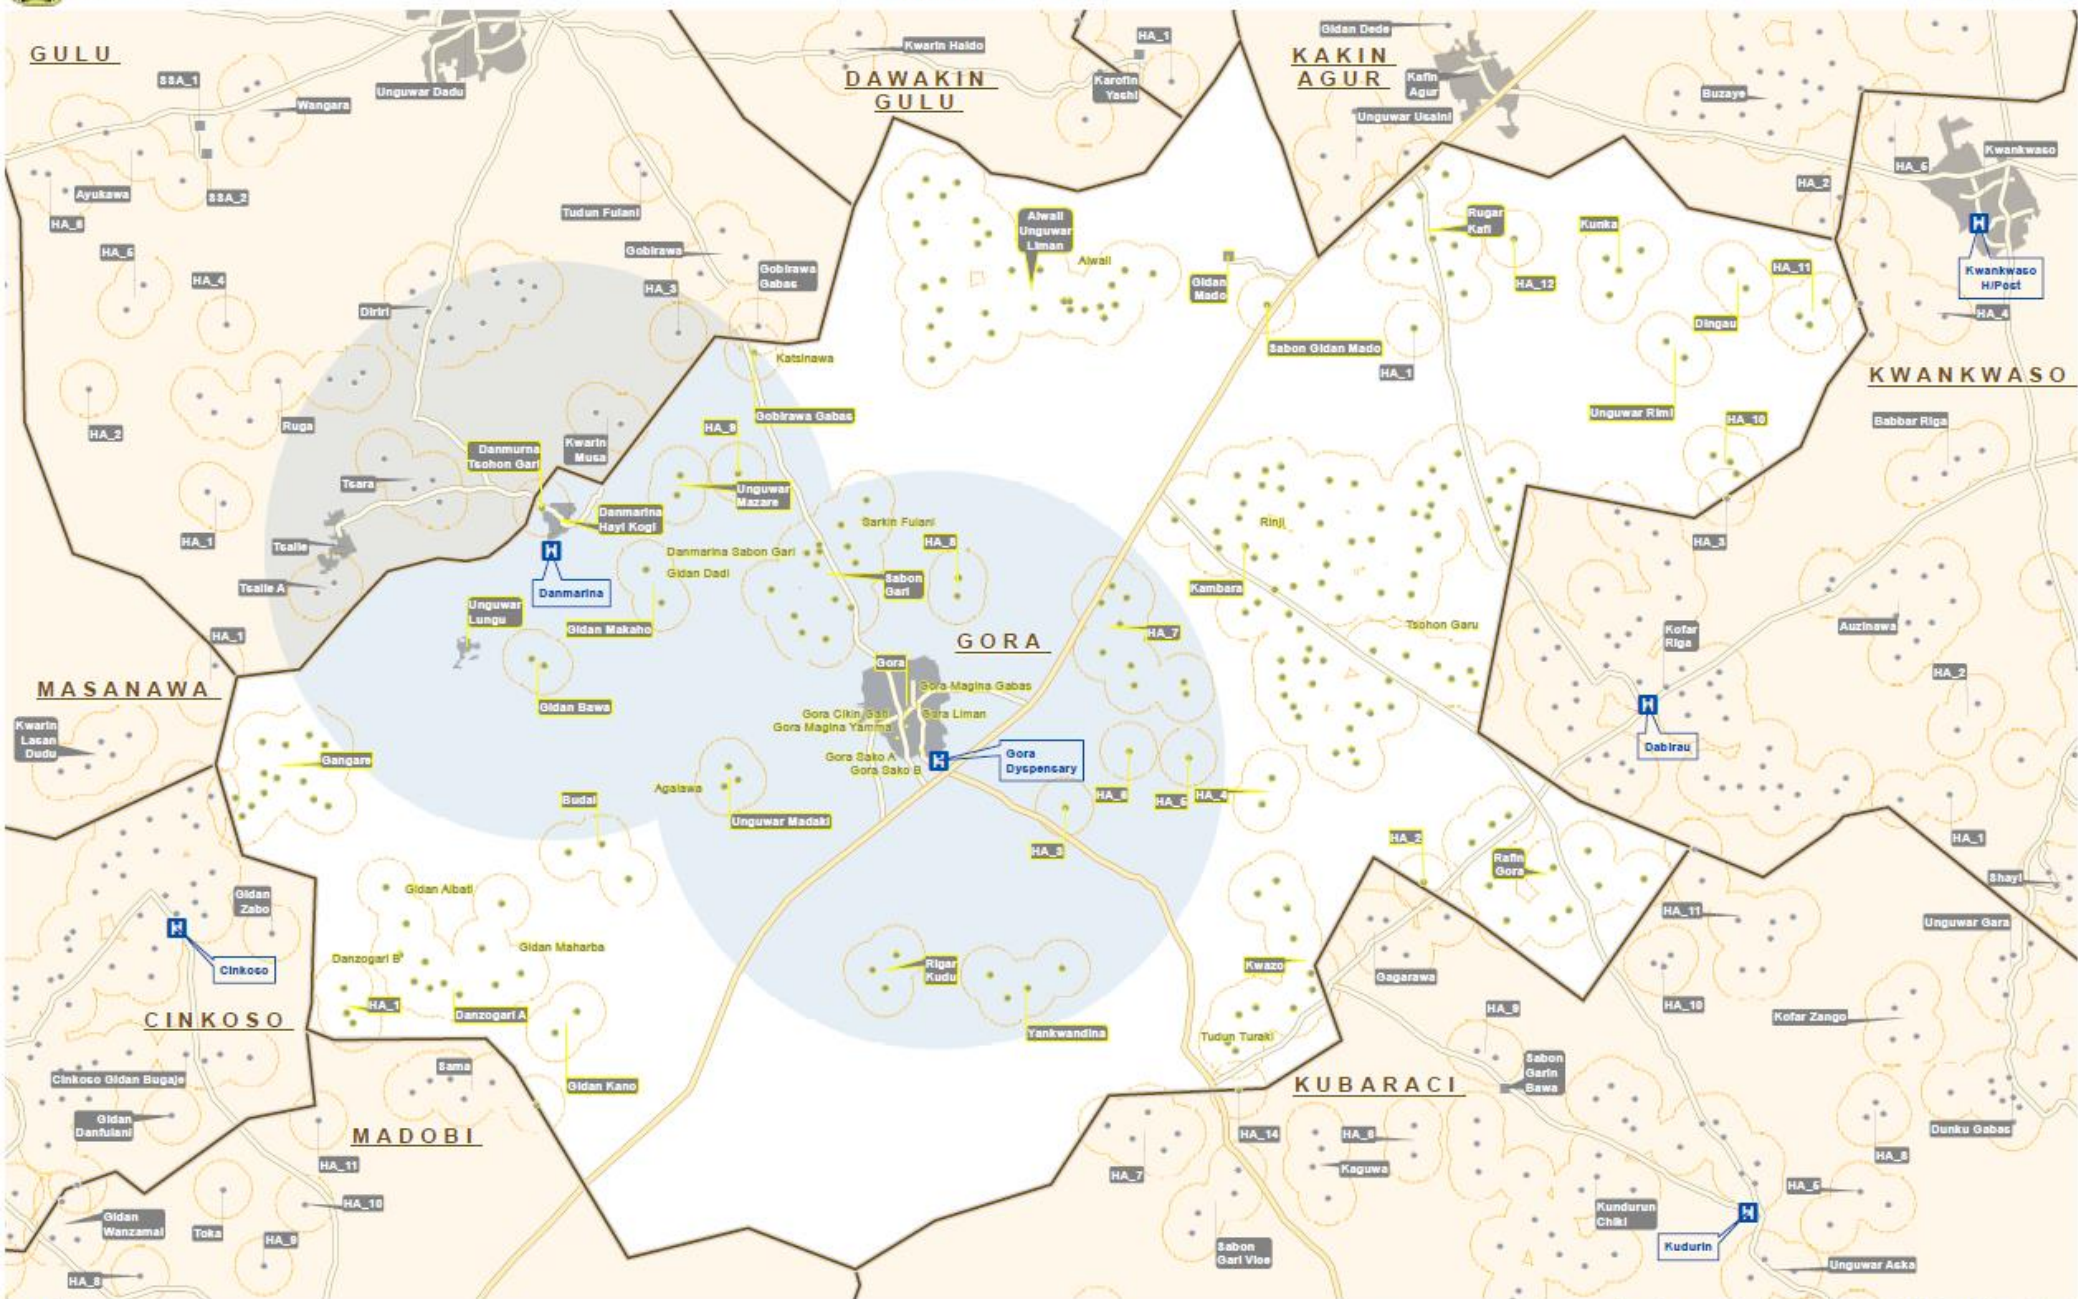 GULU
SSA_1
Wangara
Unguwar Dadu
Ayukawa
SSA_2
HA_6
HA_5
HA_4
Tudun Fulani
Gobirawa
Gobirawa
Gabas
HA_3
Diriri
HA_2
Ruga
HA_1
Tsara
Tsalle
Tsalle A
HA_1
Kwarin
Musa
Danmurna
Tsohon Gari
Danmarina
Hayi Kogi
Danmarina
Kwarin Haido
DAWAKIN
GULU
HA_1
Karofin
Yashi
KAKIN
AGUR
Gidan Dede
Kafin
Agur
Unguwar Usaini
Buzaye
HA_2
HA_6
Kwankwaso
Kwankwaso
H/Post
HA_4
KWANKWASO
Babbar Riga
Alwali
Unguwar
Liman
Alwali
Gidan
Mado
Sabon Gidan Mado
HA_1
Rugar
Kafi
HA_12
Kunka
Dingau
HA_11
Unguwar Rimi
HA_10
HA_3
Katsinawa
Gobirawa Gabas
HA_9
Unguwar
Mazare
Sarkin Fulani
HA_8
Danmarina Sabon Gari
Gidan Dadi
Sabon
Gari
Gidan Makaho
Unguwar
Lungu
Gidan Bawa
GORA
Gora
Gora Magina Gabas
Gora Cikin Gari
Gora Liman
Gora Magina Yamma
Gora Sako A
Gora Sako B
Gora
Dyspensary
HA_7
Rinji
Kambara
Tsohon Garu
Kofar
Riga
Dabirau
Auzinawa
HA_2
HA_1
Shayi
MASANAWA
Kwarin
Lasan
Dudu
Gangare
Budai
Agalawa
Unguwar Madaki
HA_3
HA_6
HA_5
HA_4
HA_2
Rafin
Gora
Gidan Albati
Gidan Maharba
Danzogari B
HA_1
Danzogari A
Gidan Kano
Rigar
Kudu
Yankwandina
Kwazo
Tudun Turaki
Gagarawa
HA_11
HA_10
Unguwar Gara
Kofar Zango
HA_9
Sabon
Garin
Bawa
Gidan
Zabo
Cinkoso
CINKOSO
Cinkoso Gidan Bugaje
Gidan
Danfulani
Sama
MADOBI
HA_11
HA_10
Gidan
Wanzamai
Toka
HA_9
HA_8
KUBARACI
HA_14
HA_7
HA_6
Kaguwa
Sabon
Gari Vice
Kundurun
Chiki
Kudurin
HA_5
HA_8
Dunku Gabas
Unguwar Aska